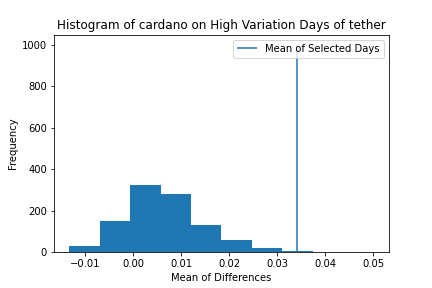 Histogram of cardano on High Variation Days of tether
Mean of Selected Days
1000
800
600
400
200
0
Frequency
−0.01 0.00 0.01 0.02 0.03 0.04 0.05
Mean of Differences